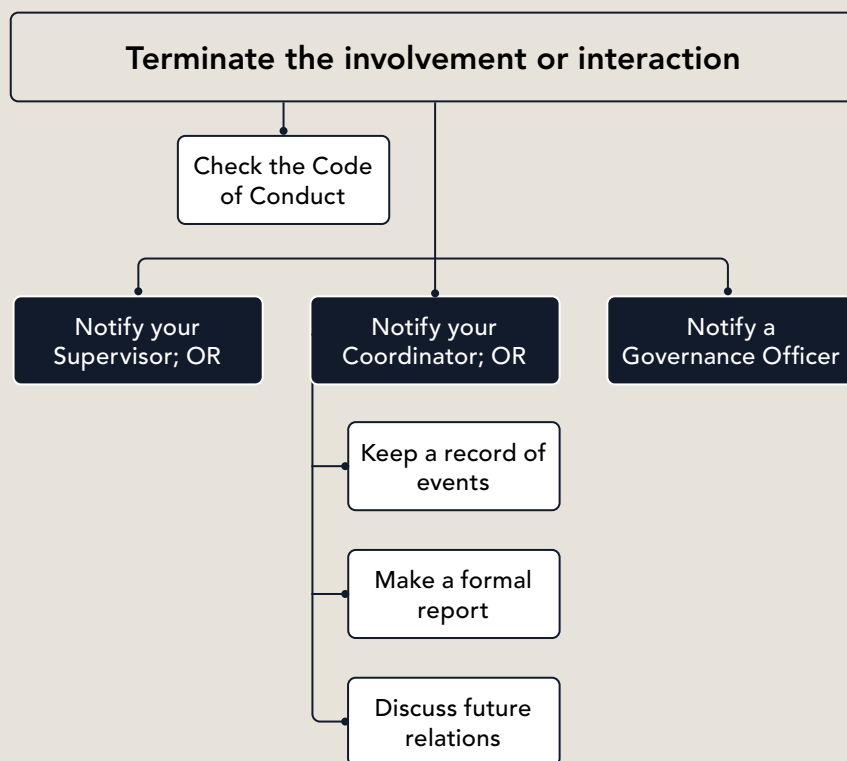 Terminate the involvement or interaction
Check the Code
of Conduct
Notify your
Supervisor; OR
Notify your
Coordinator; OR
Notify a
Governance Officer
Keep a record of
events
Make a formal
report
Discuss future
relations